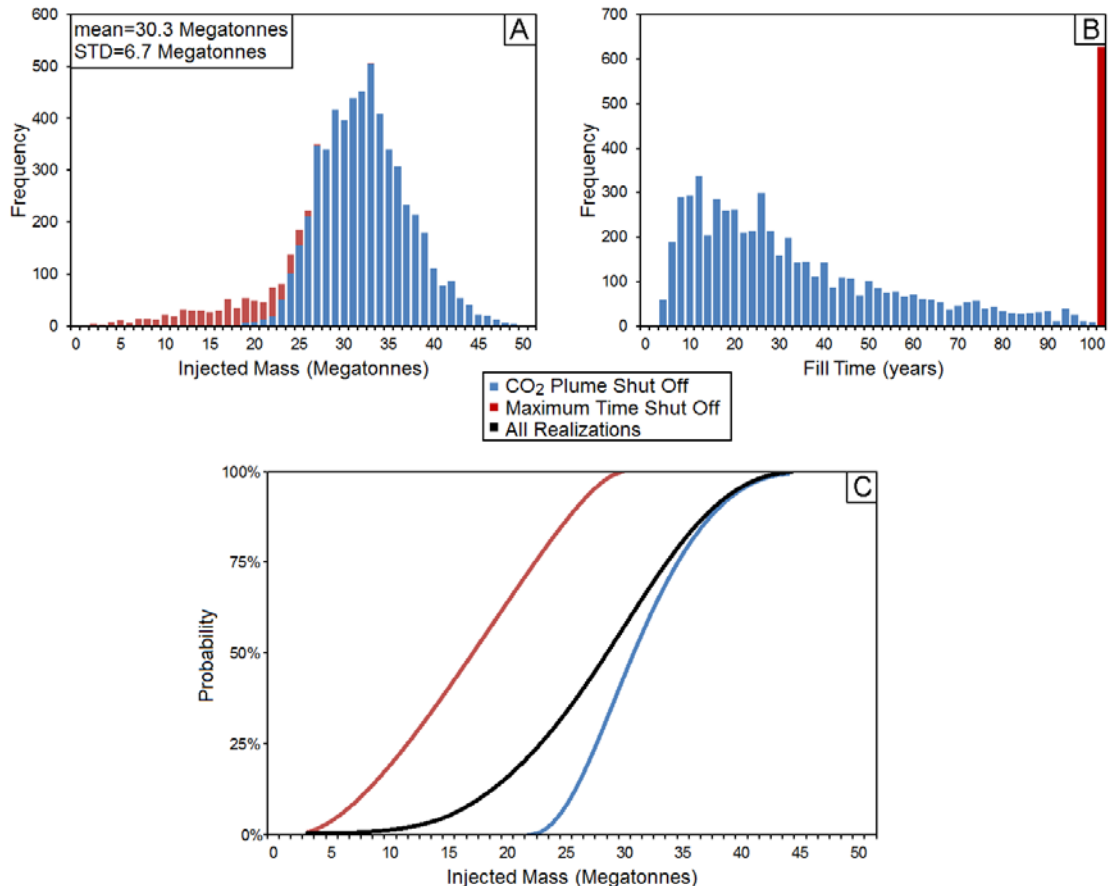 600
500
400
300
200
100
0
Frequency
mean=30.3 Megatonnes
STD=6.7 Megatonnes
A
0 5 10 15 20 25 30 35 40 45 50
Injected Mass (Megatonnes)
700
600
500
400
300
200
100
0
Frequency
B
0 10 20 30 40 50 60 70 80 90 100
Fill Time (years)
CO₂ Plume Shut Off
Maximum Time Shut Off
All Realizations
100%
75%
50%
25%
0%
Probability
C
0 5 10 15 20 25 30 35 40 45 50
Injected Mass (Megatonnes)